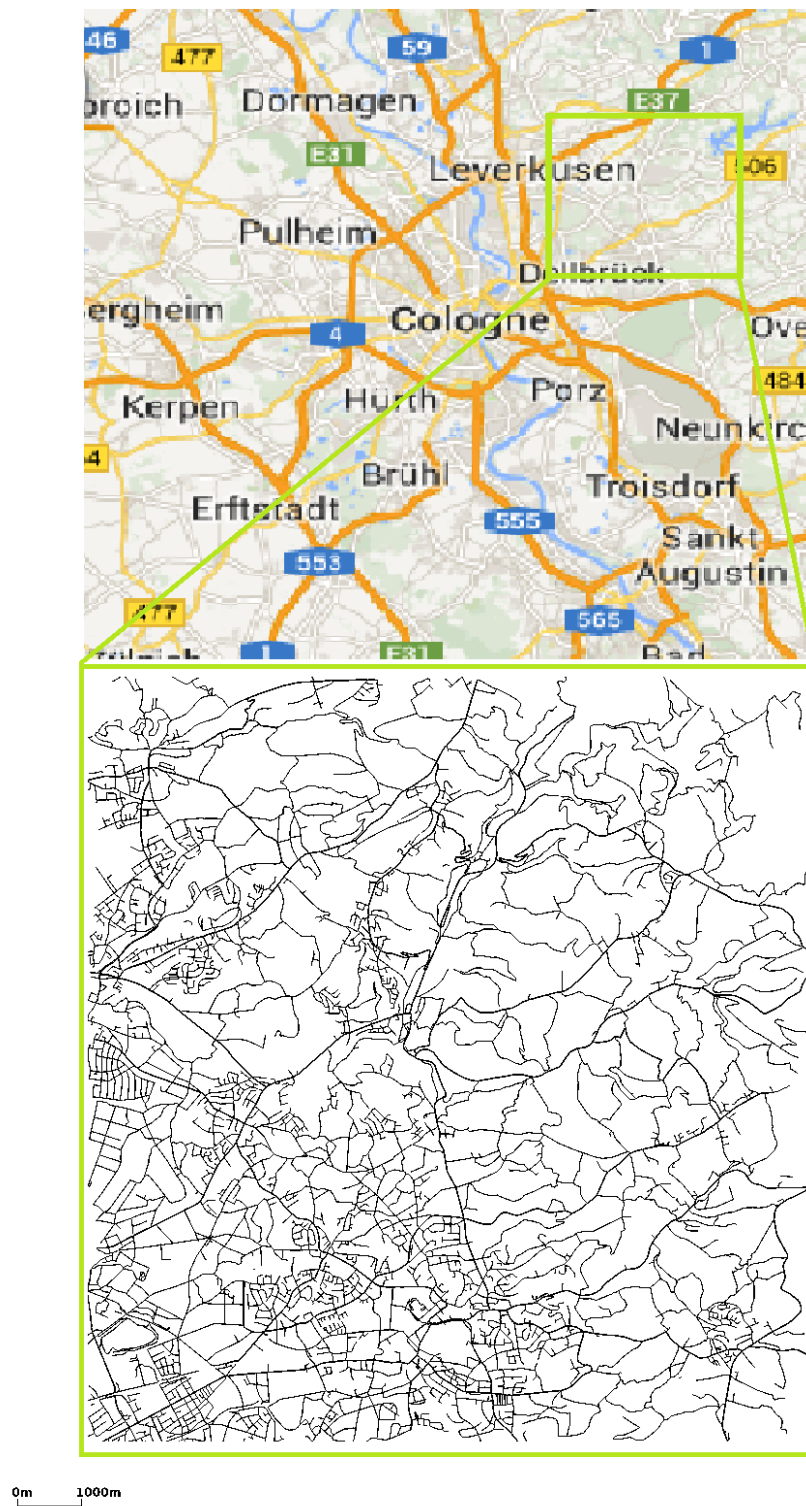 46
59
1
477
proich
Dormagen
E37
E31
Leverkusen
506
Pulheim
Dellbrück
ergheim
Cologne
4
Ove
Hürth
Porz
484
Kerpen
Neunkirc
4
Brühl
Troisdorf
Erftstadt
555
Sankt
Augustin
553
477
565
1
E31
Bad
0m 1000m